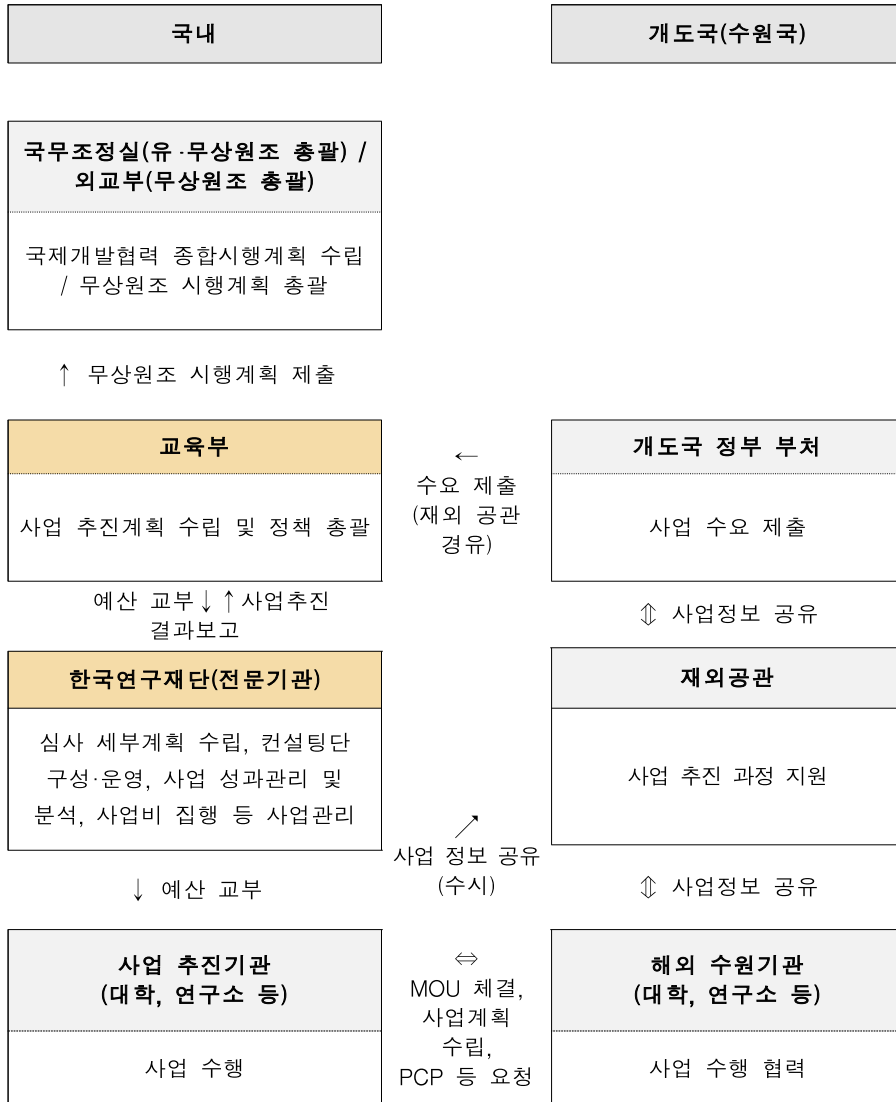 국내
개도국(수원국)
국무조정실(유·무상원조 총괄) /
외교부(무상원조 총괄)
국제개발협력 종합시행계획 수립
/ 무상원조 시행계획 총괄
↑ 무상원조 시행계획 제출
교육부
사업 추진계획 수립 및 정책 총괄
←
수요 제출
(재외 공관
경유)
개도국 정부 부처
사업 수요 제출
예산 교부↓ ↑사업추진
결과보고
⇕ 사업정보 공유
한국연구재단(전문기관)
심사 세부계획 수립, 컨설팅단
구성·운영, 사업 성과관리 및
분석, 사업비 집행 등 사업관리
재외공관
사업 추진 과정 지원
↗
사업 정보 공유
(수시)
↓ 예산 교부
⇕ 사업정보 공유
사업 추진기관
(대학, 연구소 등)
사업 수행
⇔
MOU 체결,
사업계획
수립,
PCP 등 요청
해외 수원기관
(대학, 연구소 등)
사업 수행 협력